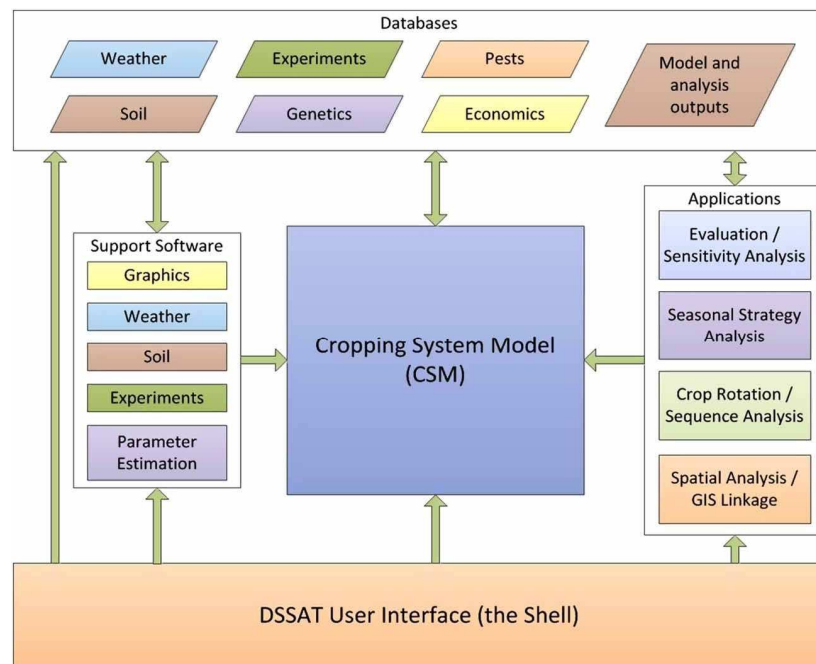 Databases
Weather
Experiments
Pests
Model and
analysis
outputs
Soil
Genetics
Economics
Support Software
Graphics
Weather
Soil
Experiments
Parameter
Estimation
Cropping System Model
(CSM)
Applications
Evaluation /
Sensitivity Analysis
Seasonal Strategy
Analysis
Crop Rotation /
Sequence Analysis
Spatial Analysis /
GIS Linkage
DSSAT User Interface (the Shell)